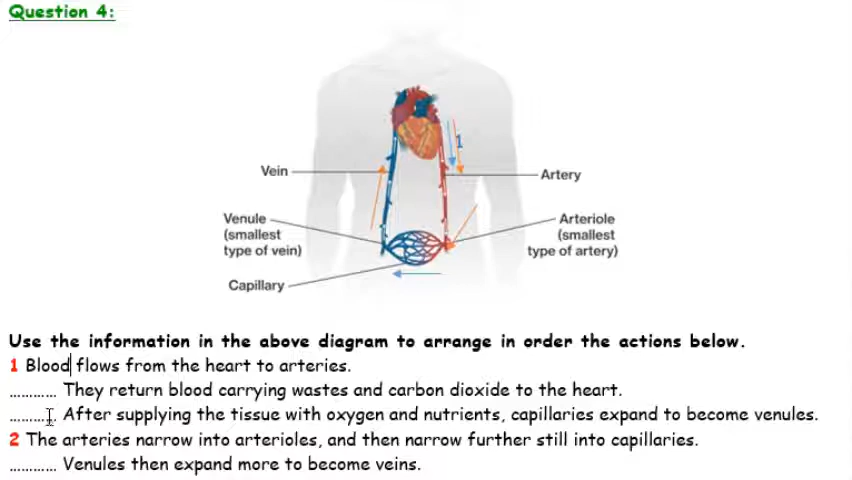 Question 4:
1
Vein
Artery
Venule
(smallest
type of vein)
Arteriole
(smallest
type of artery)
Capillary
Use the information in the above diagram to arrange in order the actions below.
1 Blood flows from the heart to arteries.
............ They return blood carrying wastes and carbon dioxide to the heart.
............ After supplying the tissue with oxygen and nutrients, capillaries expand to become venules.
2 The arteries narrow into arterioles, and then narrow further still into capillaries.
............ Venules then expand more to become veins.